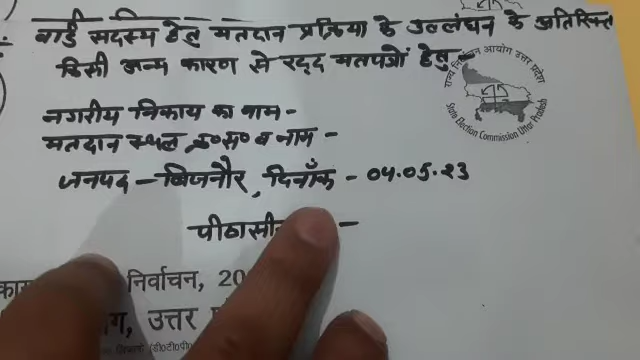 वार्ड सदस्य हेतु मतदान प्रक्रिया के उल्लंघन के अतिरिक्त
किसी अन्य कारण से रद्द मतपत्रों हेतु-
राज्य निर्वाचन आयोग उत्तर प्रदेश
State Election Commission Uttar Pradesh
नगरीय निकाय का नाम-
मतदान स्थल क्र०सं० व नाम -
जनपद - बिजनौर, दिनाँक - 04.05.23
निर्वाचन, 20
उत्तर